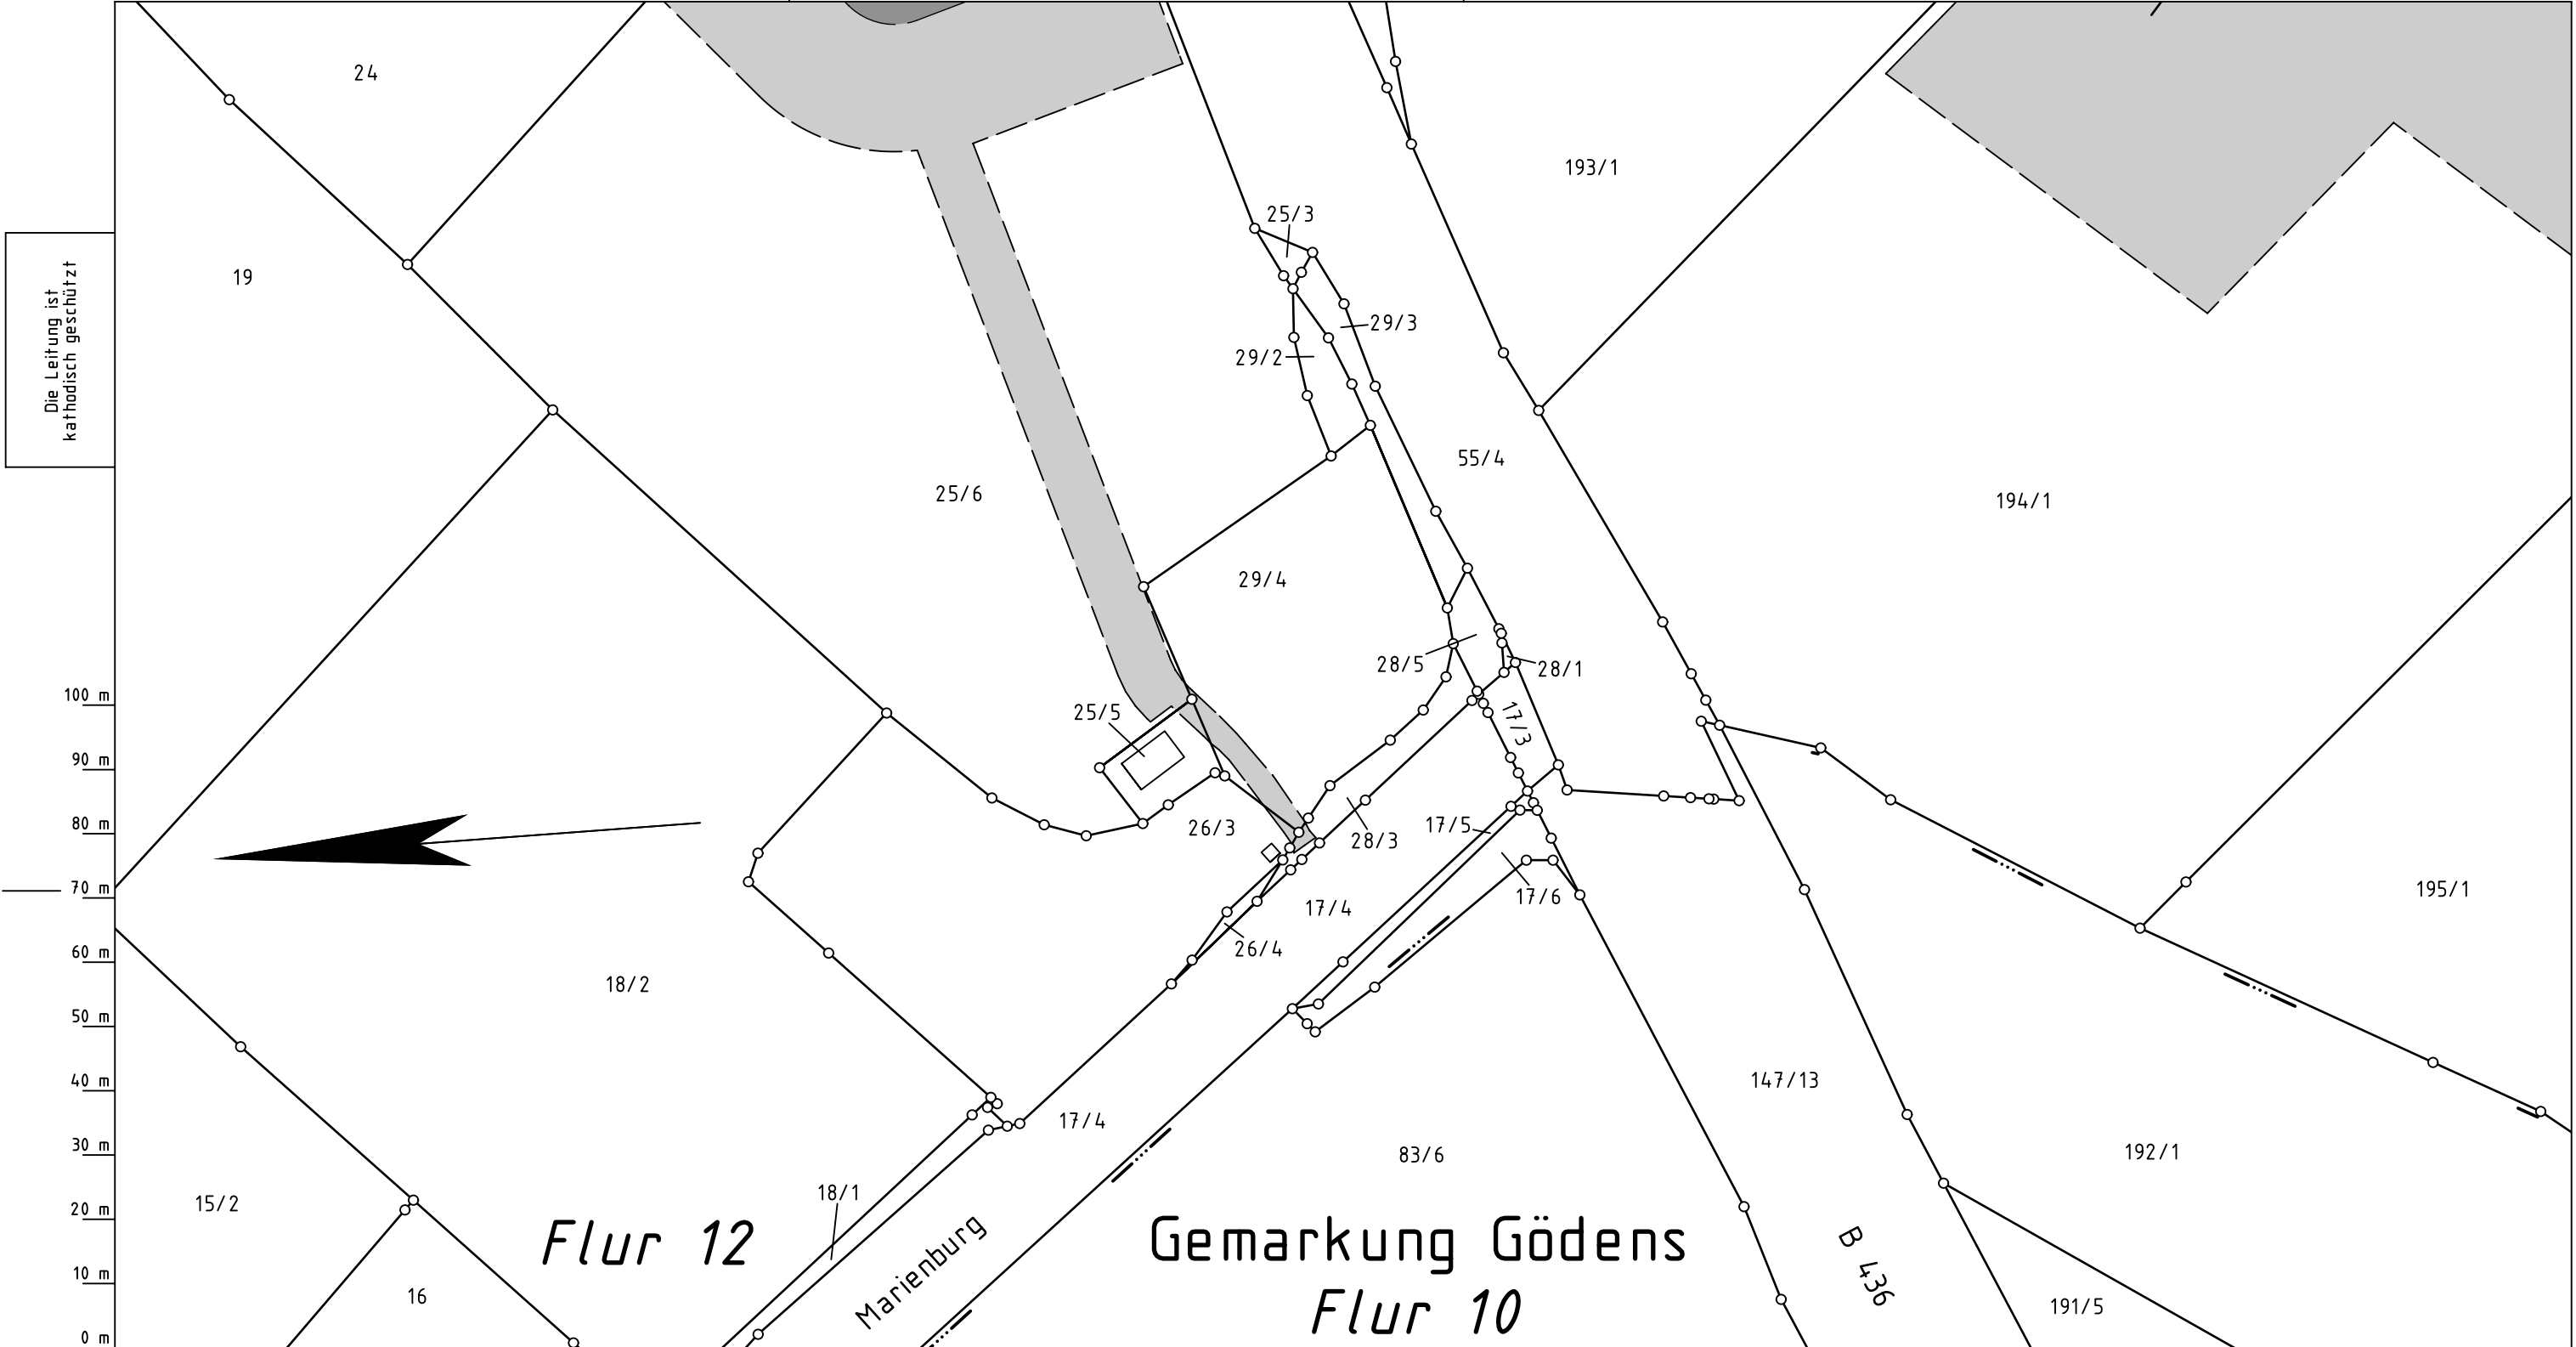 24
193/1
25/3
19
Die Leitung ist
kathodisch geschützt
29/3
29/2
55/4
25/6
194/1
29/4
28/5
28/1
100 m
25/5
17/3
90 m
80 m
26/3
17/5
28/3
70 m
195/1
17/6
17/4
60 m
26/4
18/2
50 m
40 m
147/13
17/4
30 m
83/6
192/1
18/1
15/2
20 m
Flur 12
Marienburg
Gemarkung Gödens
B 436
10 m
16
Flur 10
191/5
0 m